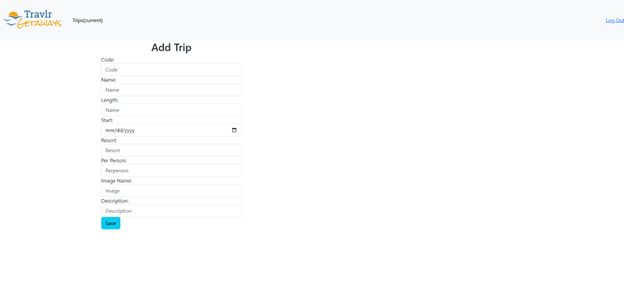 Travlr
Getaways
Trips(current)
Log Out
Add Trip
Code:
Code
Name:
Name
Length:
Name
Start:
mm/dd/yyyy
Resort:
Resort
Per Person:
Perperson
Image Name:
Image
Description:
Description
Save